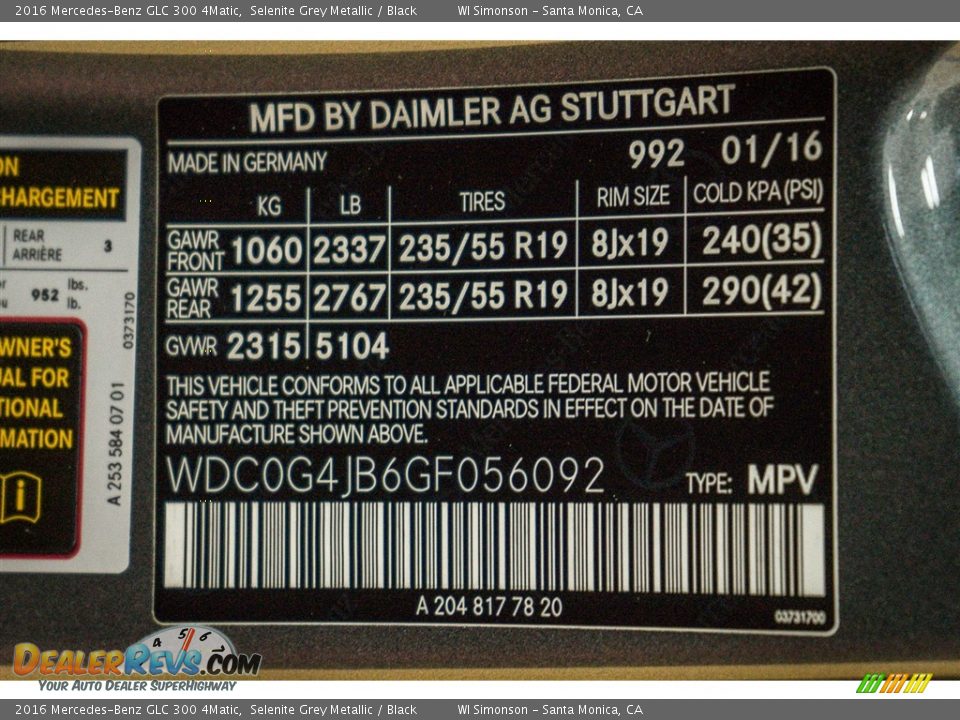 2016 Mercedes-Benz GLC 300 4Matic, Selenite Grey Metallic / Black WI Simonson - Santa Monica, CA
MFD BY DAIMLER AG STUTTGART
MADE IN GERMANY 992 01/16
KG LB TIRES RIM SIZE COLD KPA (PSI)
GAWR FRONT 1060 2337 235/55 R19 8Jx19 240(35)
GAWR REAR 1255 2767 235/55 R19 8Jx19 290(42)
GVWR 2315 5104
THIS VEHICLE CONFORMS TO ALL APPLICABLE FEDERAL MOTOR VEHICLE
SAFETY AND THEFT PREVENTION STANDARDS IN EFFECT ON THE DATE OF
MANUFACTURE SHOWN ABOVE.
WDC0G4JB6GF056092 TYPE: MPV
A 204 817 78 20
03731700
ON
CHARGEMENT
REAR 3
ARRIÈRE
952 lbs.
lb.
0373170
WNER'S
UAL FOR
TIONAL
MATION
i
A 253 584 07 01
4 5 6
DEALERREVS.COM
YOUR AUTO DEALER SUPERHIGHWAY
2016 Mercedes-Benz GLC 300 4Matic, Selenite Grey Metallic / Black WI Simonson - Santa Monica, CA